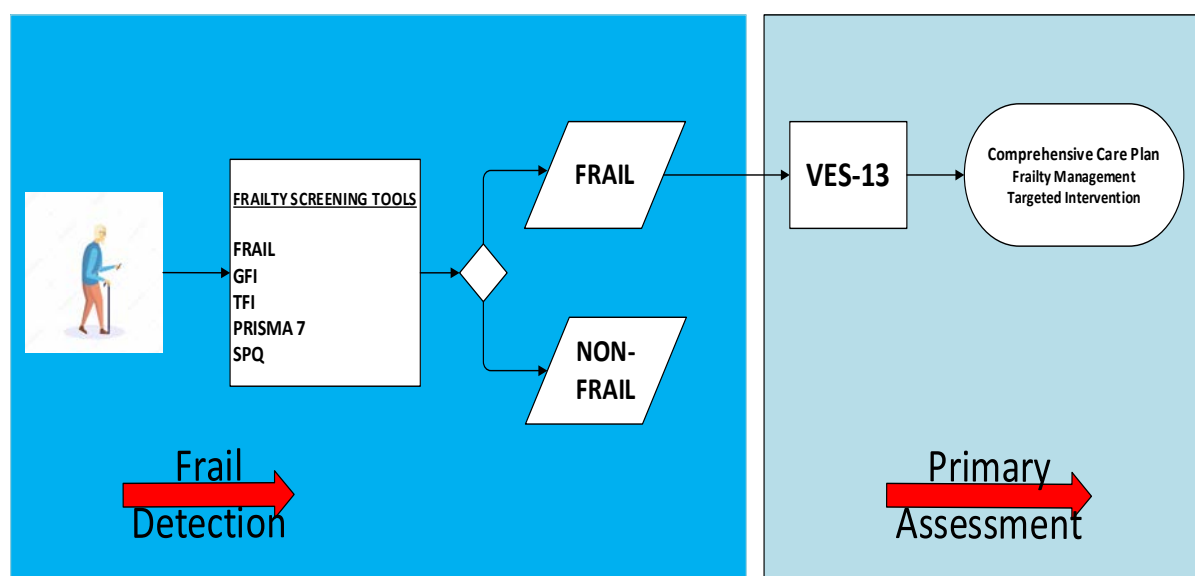 FRAILTY SCREENING TOOLS
FRAIL
GFI
TFI
PRISMA 7
SPQ
FRAIL
NON-
FRAIL
Frail
Detection
VES-13
Comprehensive Care Plan
Frailty Management
Targeted Intervention
Primary
Assessment